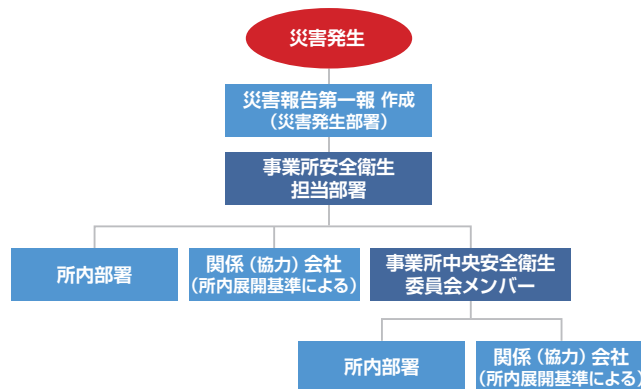 災害発生
災害報告第一報 作成
（災害発生部署）
事業所安全衛生
担当部署
所内部署
関係（協力）会社
（所内展開基準による）
事業所中央安全衛生
委員会メンバー
所内部署
関係（協力）会社
（所内展開基準による）